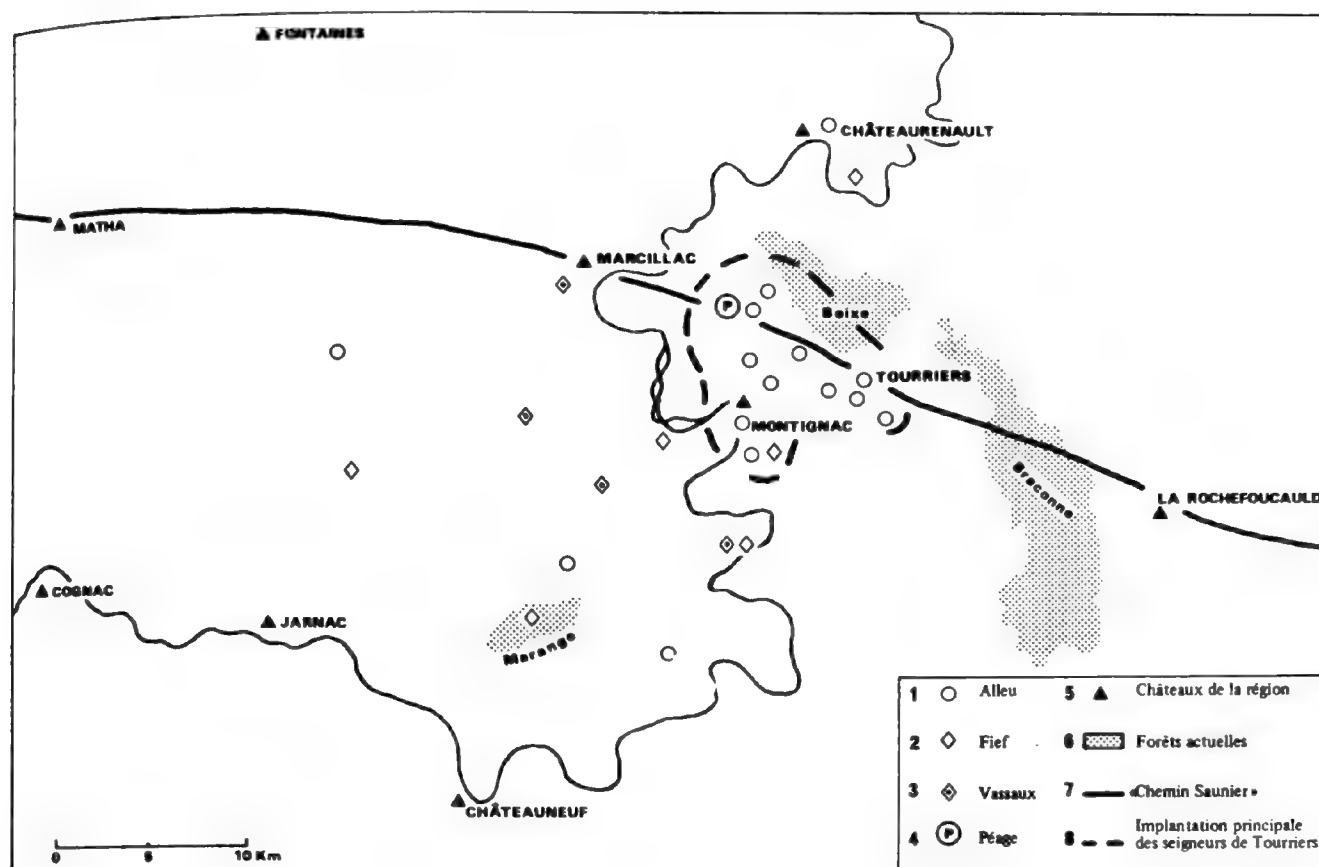 FONTAINES
CHÂTEAURENAULT
MATHA
MARCILLAC
P
Boixe
TOURRIERS
MONTIGNAC
Braconne
LA ROCHEFOUCAULD
COGNAC
JARNAC
Marange
CHÂTEAUNEUF
0 5 10 Km
1 Alleu
2 Fief
3 Vassaux
4 P Péage
5 Châteaux de la région
6 Forêts actuelles
7 «Chemin Saunier»
8 Implantation principale
des seigneurs de Tourriers